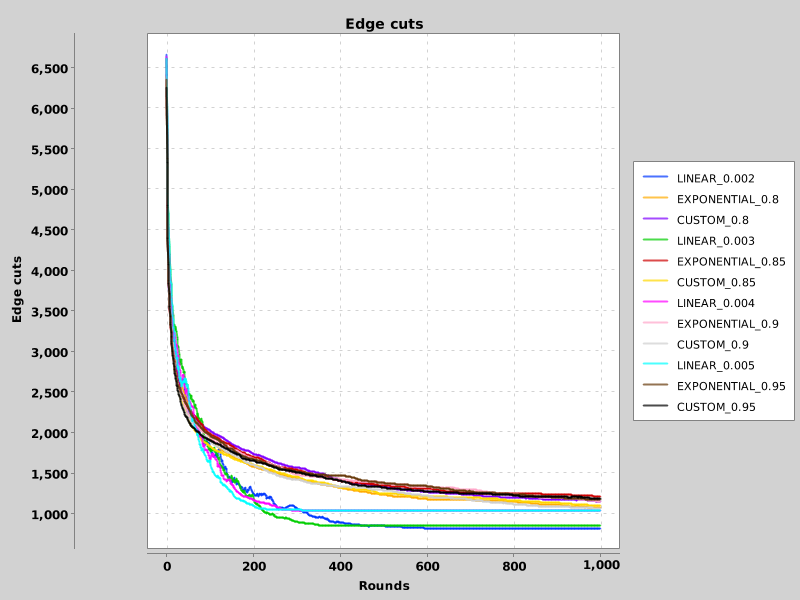 Edge cuts
6,500
6,000
5,500
5,000
4,500
4,000
3,500
3,000
2,500
2,000
1,500
1,000
Edge cuts
0 200 400 600 800 1,000
Rounds
LINEAR_0.002
EXPONENTIAL_0.8
CUSTOM_0.8
LINEAR_0.003
EXPONENTIAL_0.85
CUSTOM_0.85
LINEAR_0.004
EXPONENTIAL_0.9
CUSTOM_0.9
LINEAR_0.005
EXPONENTIAL_0.95
CUSTOM_0.95